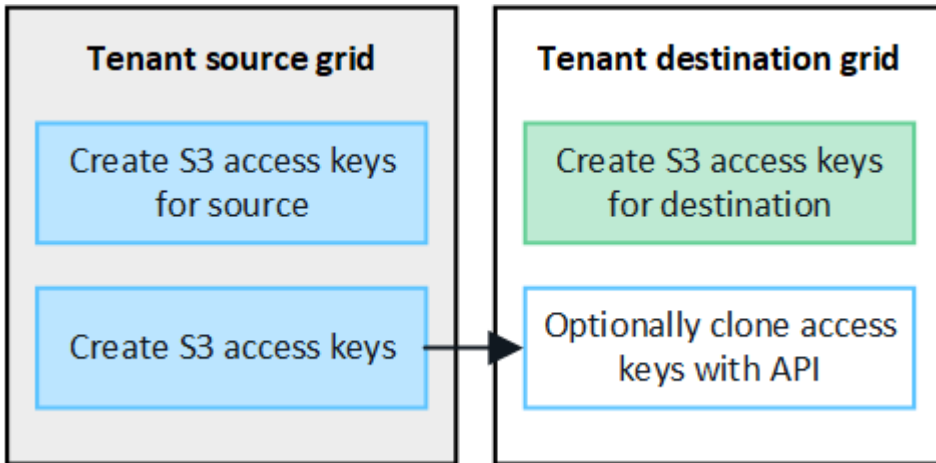 Tenant source grid
Create S3 access keys
for source
Create S3 access keys
Tenant destination grid
Create S3 access keys
for destination
Optionally clone access
keys with API